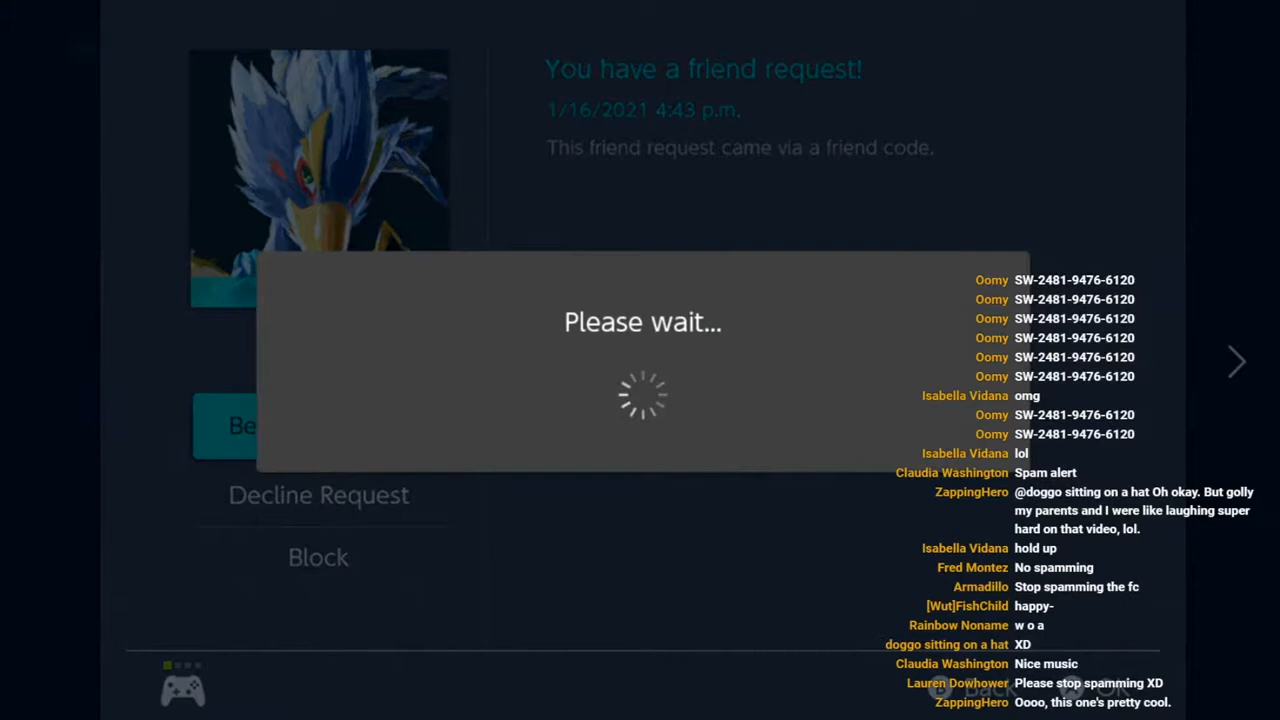 You have a friend request!
1/16/2021 4:43 p.m.
This friend request came via a friend code.
Please wait...
Be
Decline Request
Block
Oomy SW-2481-9476-6120
Oomy SW-2481-9476-6120
Oomy SW-2481-9476-6120
Oomy SW-2481-9476-6120
Oomy SW-2481-9476-6120
Oomy SW-2481-9476-6120
Isabella Vidana omg
Oomy SW-2481-9476-6120
Oomy SW-2481-9476-6120
Isabella Vidana lol
Claudia Washington Spam alert
ZappingHero @doggo sitting on a hat Oh okay. But golly
my parents and I were like laughing super
hard on that video, lol.
Isabella Vidana hold up
Fred Montez No spamming
Armadillo Stop spamming the fc
[Wut]FishChild happy-
Rainbow Noname w o a
doggo sitting on a hat XD
Claudia Washington Nice music
Lauren Dowhower Please stop spamming XD
ZappingHero Oooo, this one's pretty cool.
B Back A OK